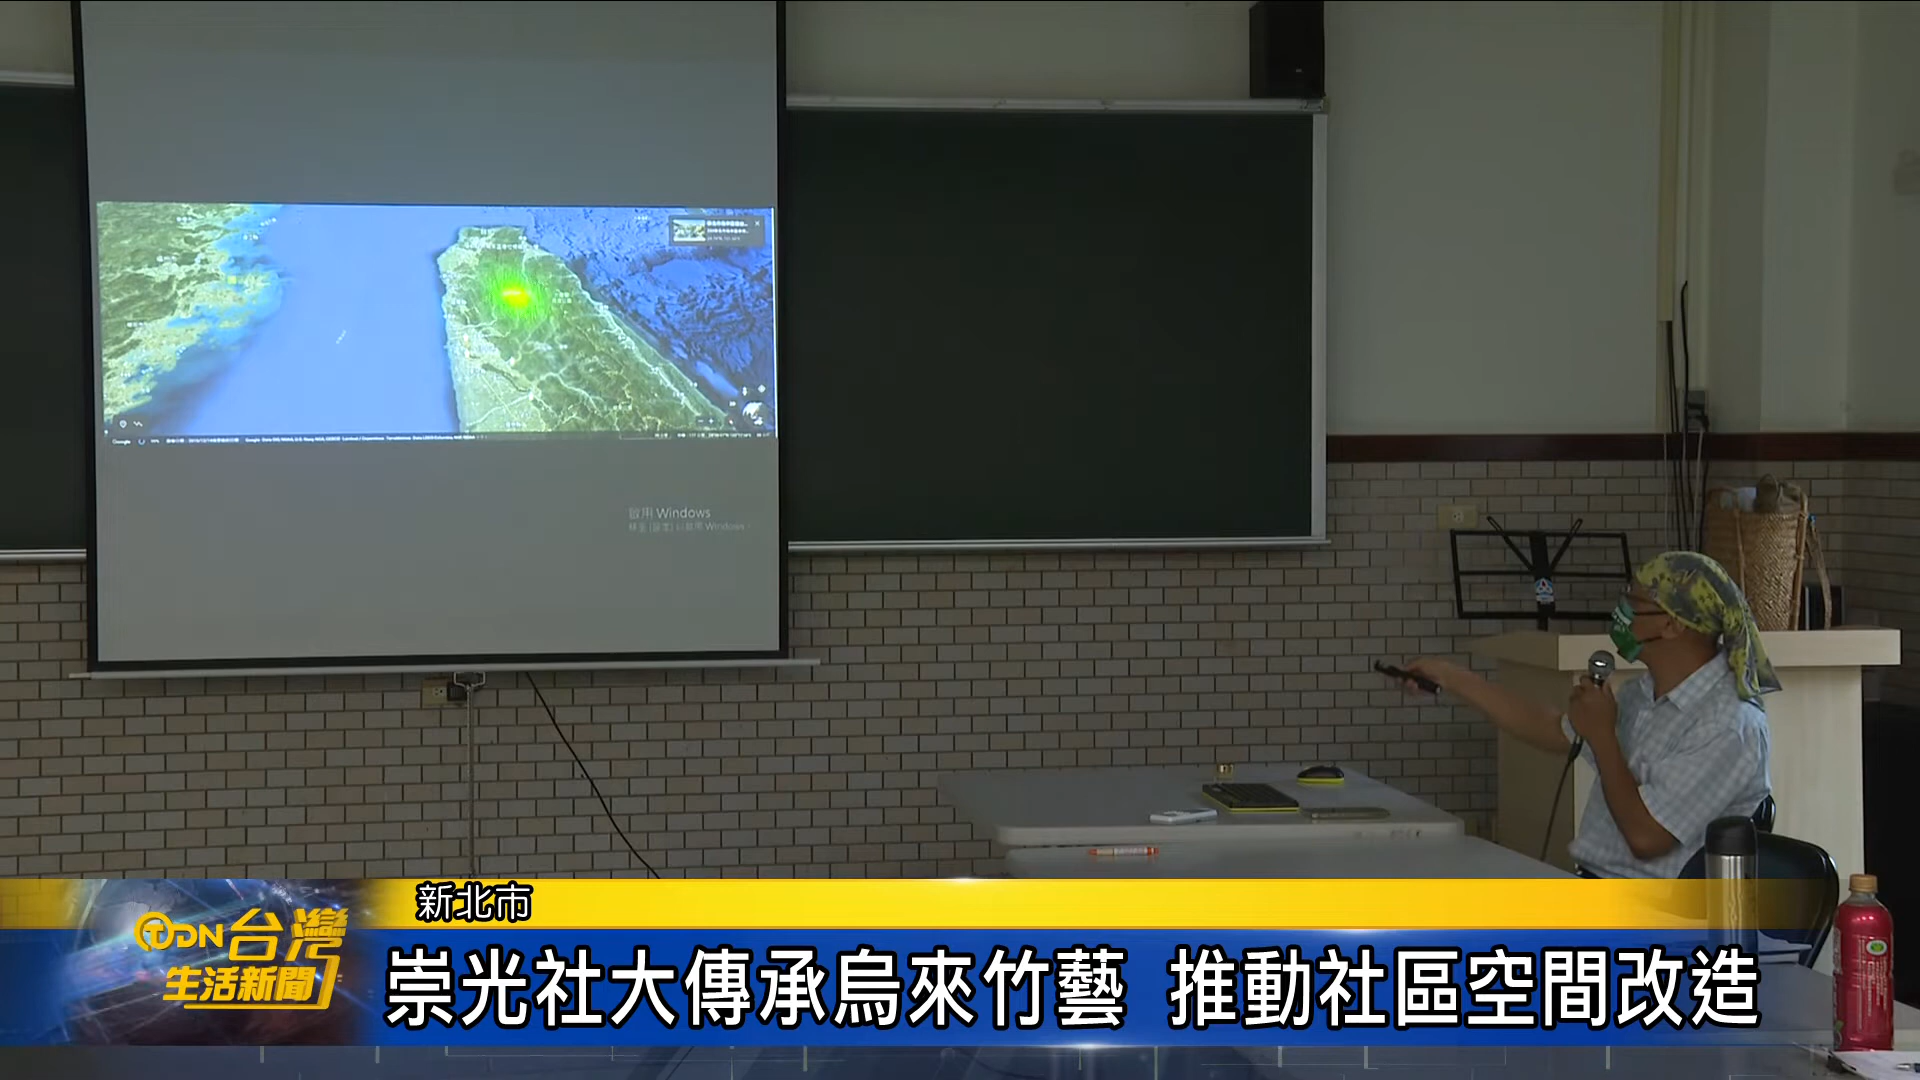 啟用 Windows
新北市
TDN 台灣
生活新聞
崇光社大傳承烏來竹藝 推動社區空間改造